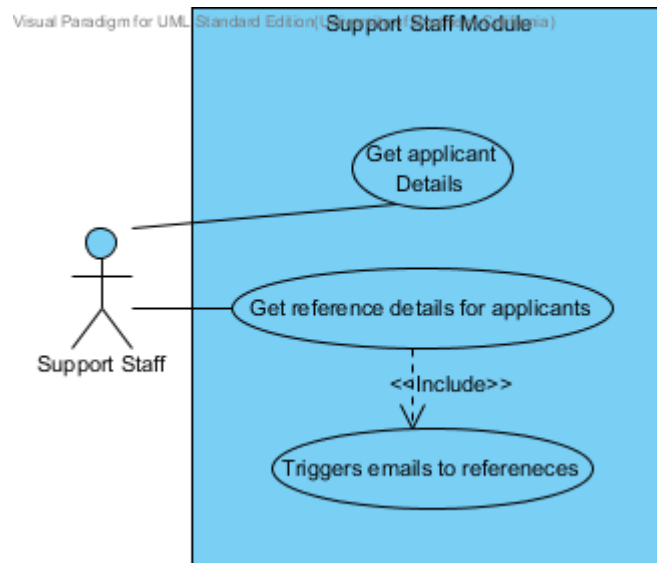 Visual Paradigm for UML Standard Edition(
Support Staff Module
Get applicant
Details
Get reference details for applicants
Support Staff
<<Include>>
Triggers emails to refereneces